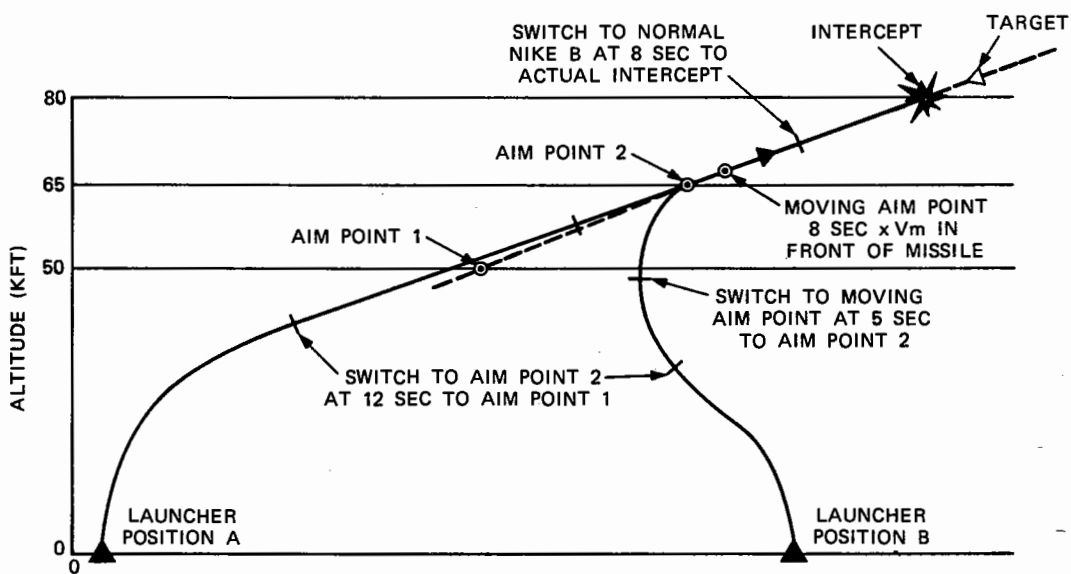 SWITCH TO NORMAL
NIKE B AT 8 SEC TO
ACTUAL INTERCEPT
INTERCEPT
TARGET
80
AIM POINT 2
65
MOVING AIM POINT
8 SEC x Vm IN
FRONT OF MISSILE
AIM POINT 1
50
SWITCH TO MOVING
AIM POINT AT 5 SEC
TO AIM POINT 2
ALTITUDE (KFT)
SWITCH TO AIM POINT 2
AT 12 SEC TO AIM POINT 1
LAUNCHER
POSITION A
LAUNCHER
POSITION B
0
0